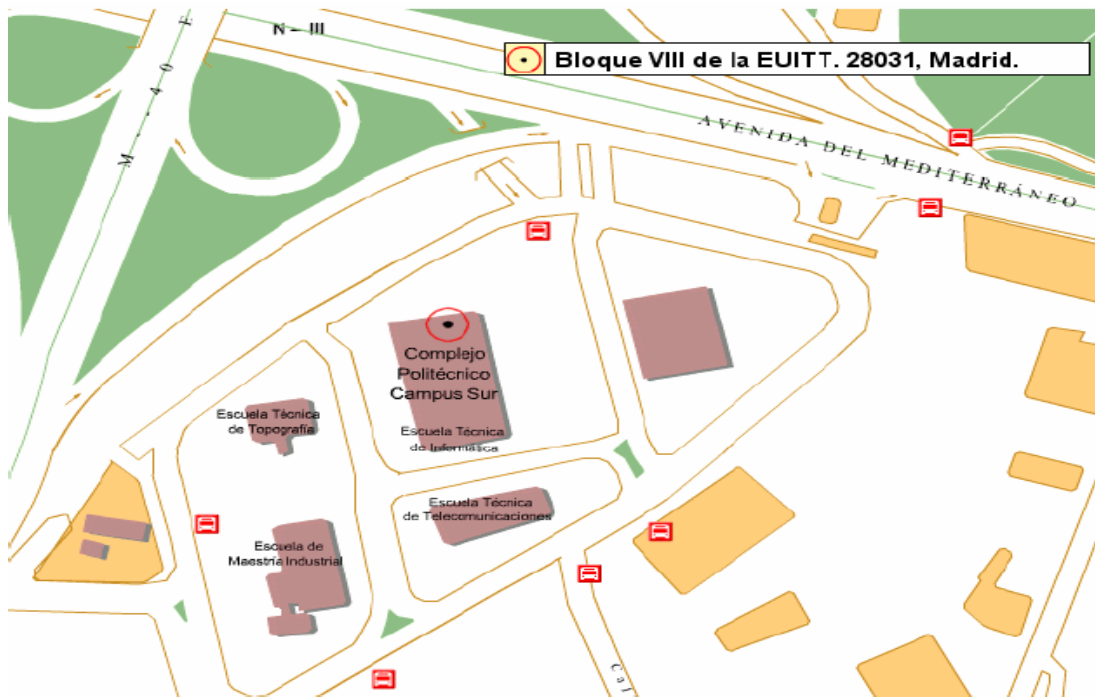 N - III
Bloque VIII de la EUITT. 28031, Madrid.
M - 40 E
AVENIDA DEL MEDITERRÁNEO
Complejo
Politécnico
Campus Sur
Escuela Técnica
de Topografía
Escuela Técnica
de Informática
Escuela Técnica
de Telecomunicaciones
Escuela de
Maestría Industrial
Cal